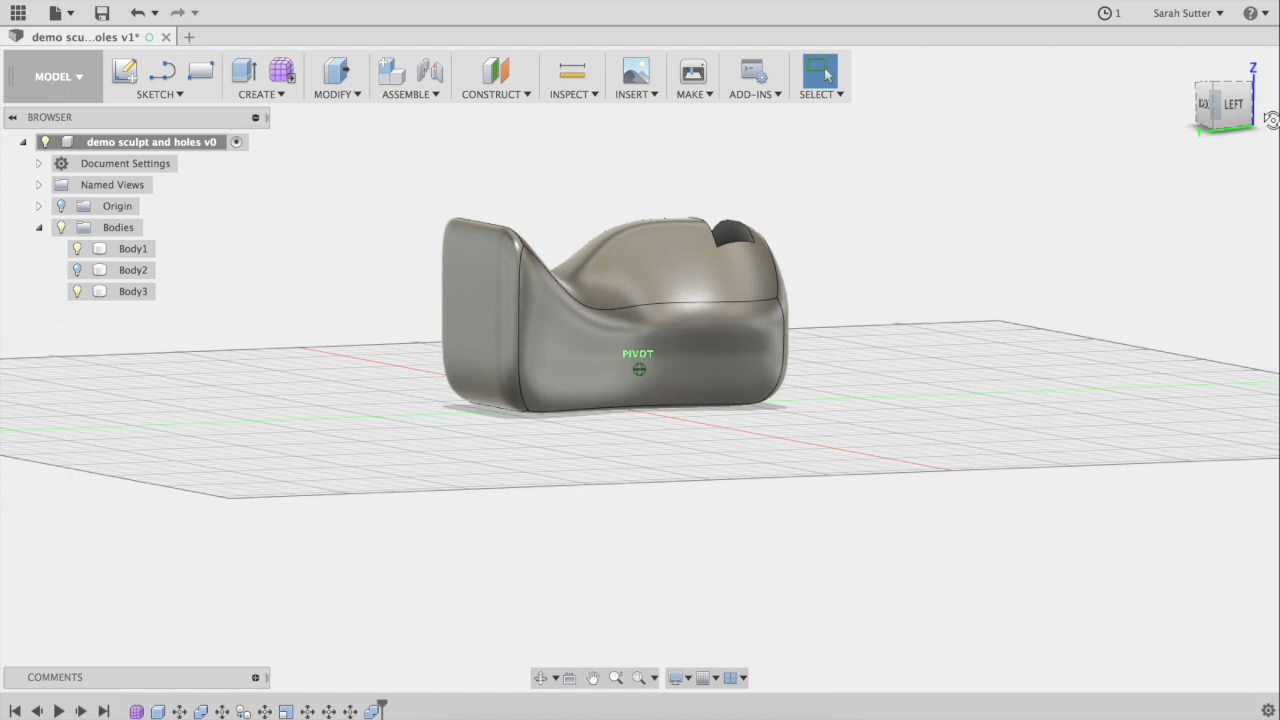 1
Sarah Sutter
demo scu...oles v1*
MODEL
SKETCH
CREATE
MODIFY
ASSEMBLE
CONSTRUCT
INSPECT
INSERT
MAKE
ADD-INS
SELECT
Z
LEFT
Y
BROWSER
demo sculpt and holes v0
Document Settings
Named Views
Origin
Bodies
Body1
Body2
Body3
PIVOT
COMMENTS